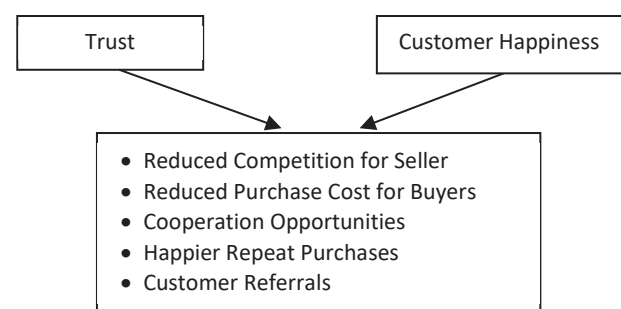 Trust
Customer Happiness
• Reduced Competition for Seller
• Reduced Purchase Cost for Buyers
• Cooperation Opportunities
• Happier Repeat Purchases
• Customer Referrals